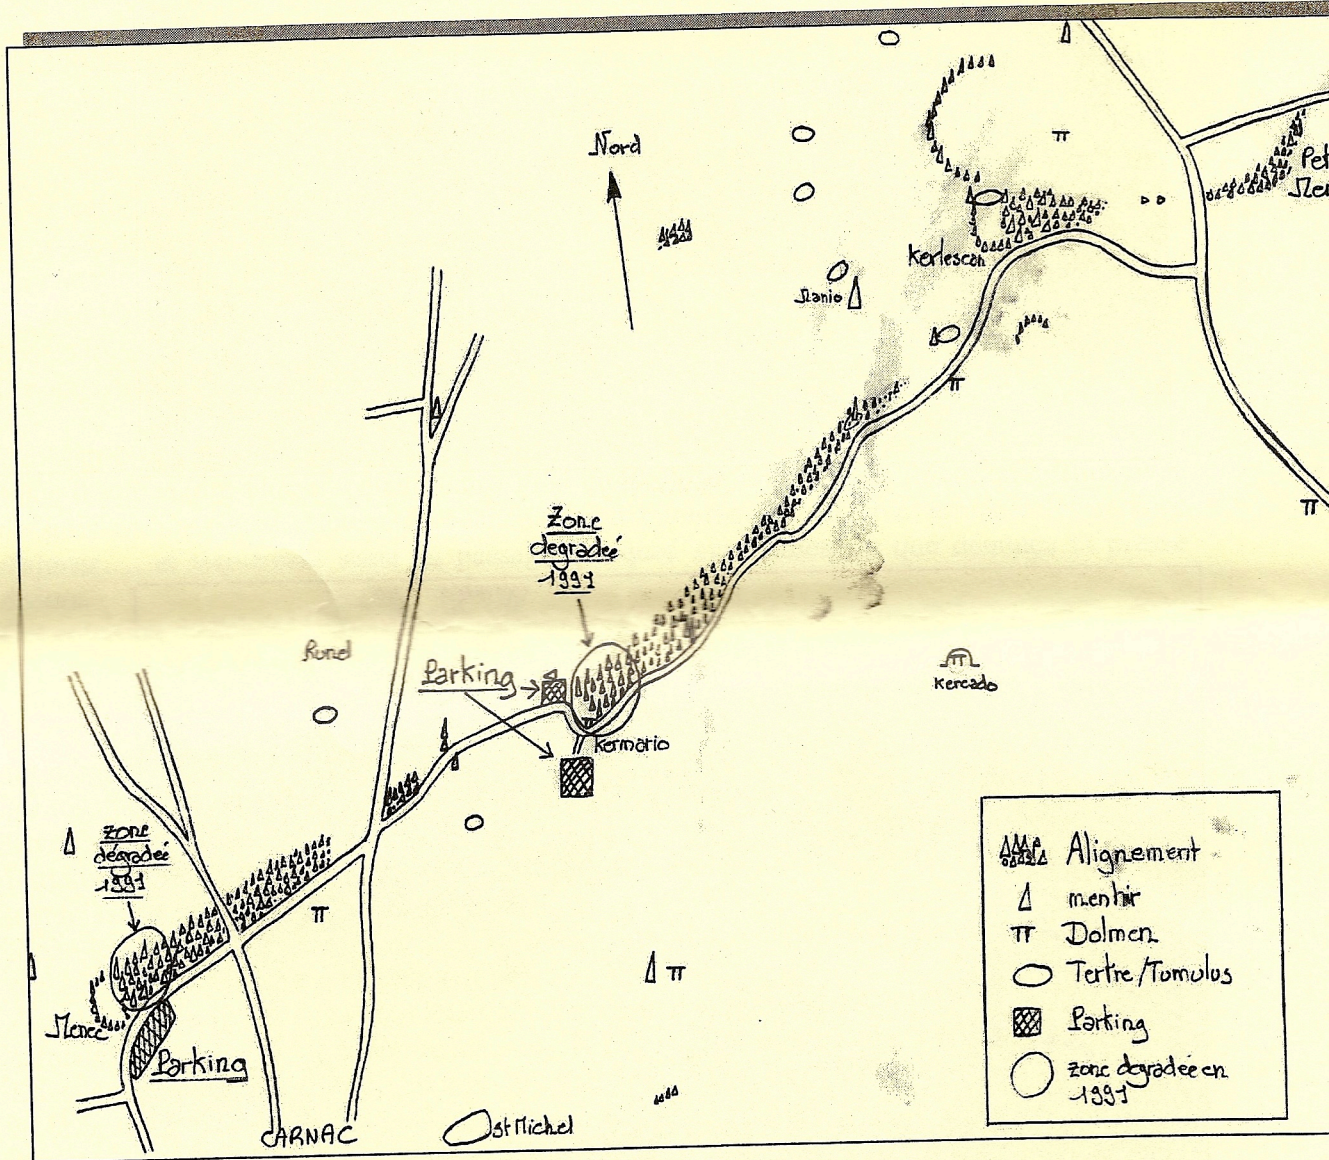 Nord
Kerlescan
Manio
Zone
degradeé
1991
Runel
Parking
Kercado
Kermario
zone
dégradeé
1991
Menec
Parking
CARNAC
st Michel
Alignement
menhir
Dolmen
Tertre/Tumulus
Parking
zone degradée en
1991